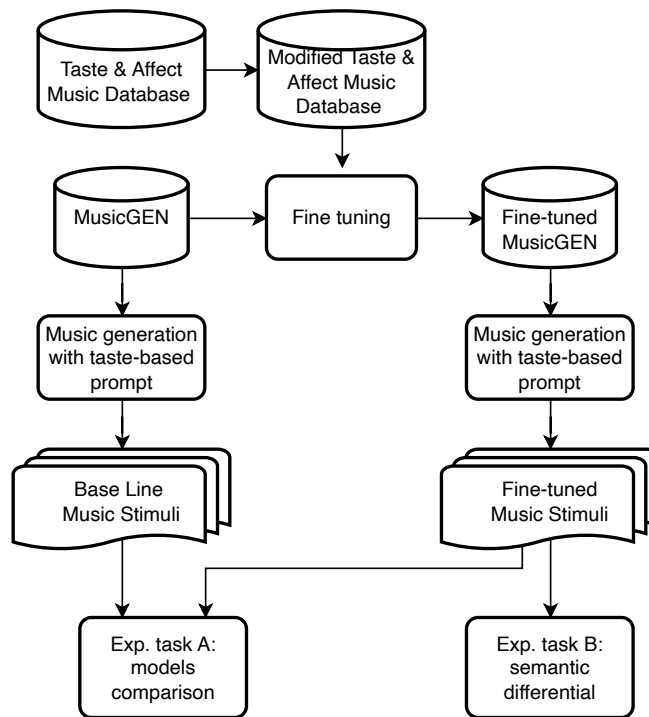 Taste & Affect
Music Database
Modified Taste &
Affect Music
Database
MusicGEN
Fine tuning
Fine-tuned
MusicGEN
Music generation
with taste-based
prompt
Music generation
with taste-based
prompt
Base Line
Music Stimuli
Fine-tuned
Music Stimuli
Exp. task A:
models
comparison
Exp. task B:
semantic
differential